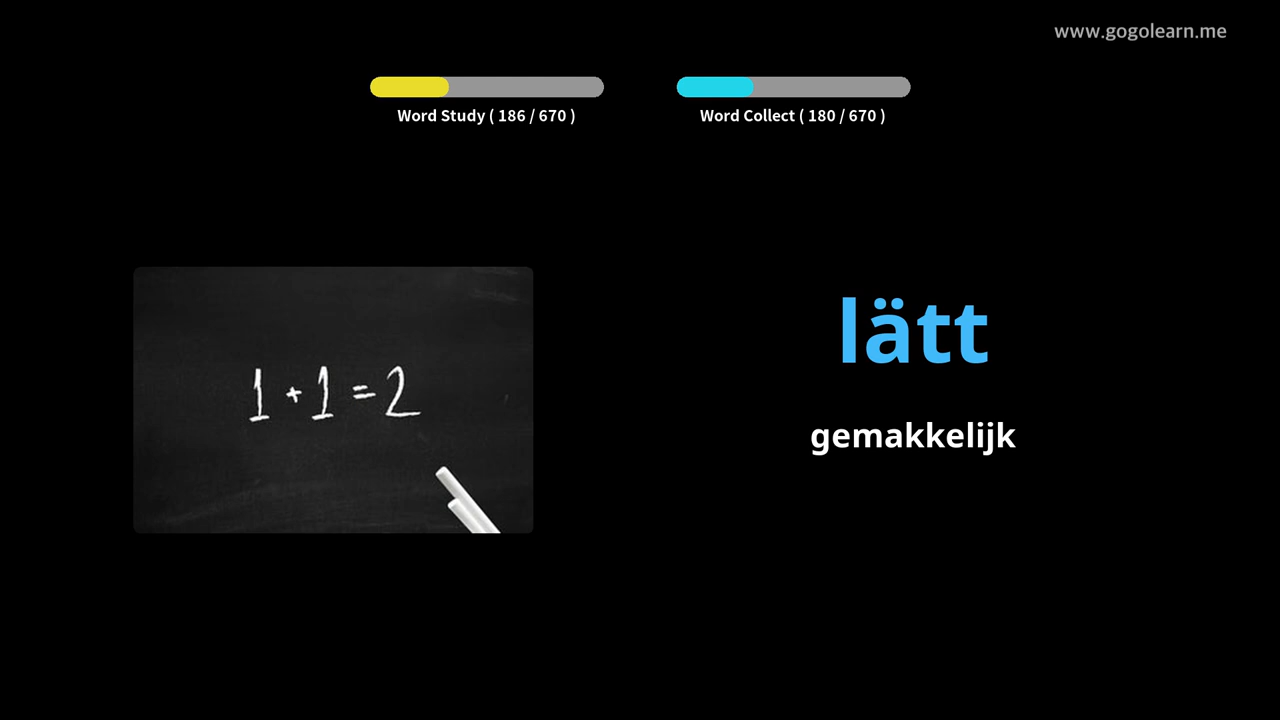 www.gogolearn.me
Word Study ( 186 / 670 )
Word Collect ( 180 / 670 )
1 + 1 = 2
lätt
gemakkelijk